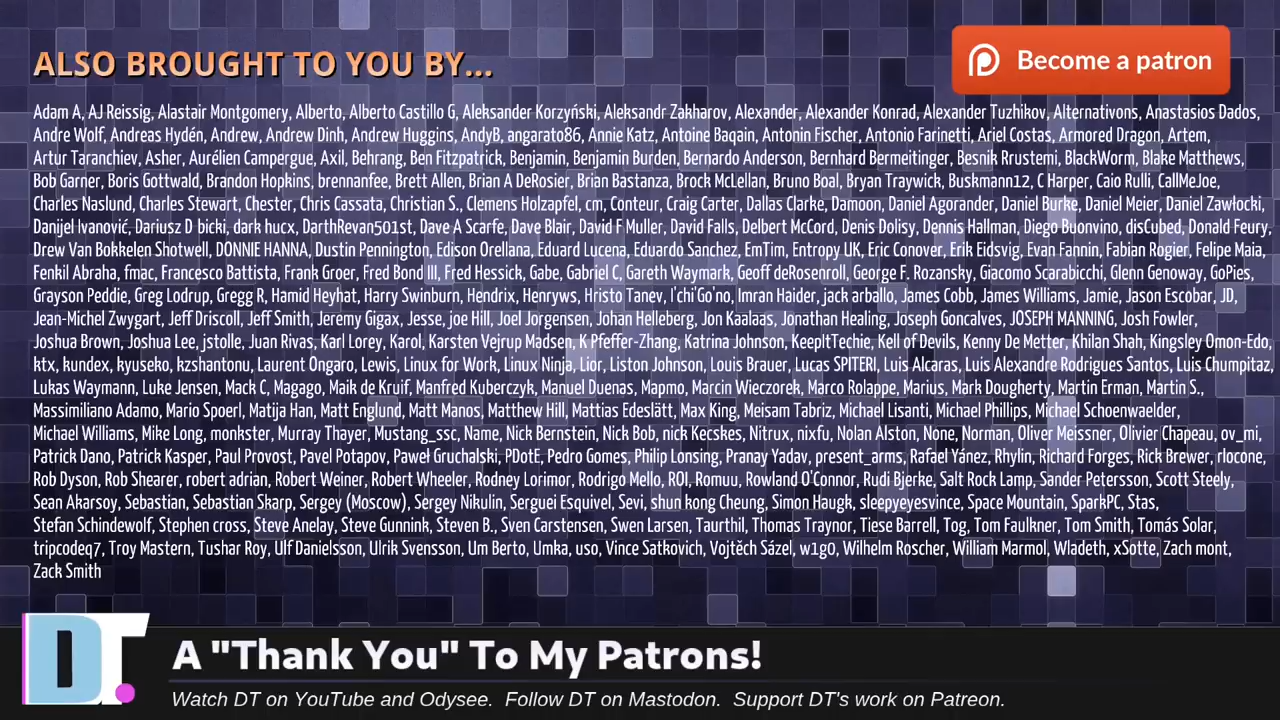 ALSO BROUGHT TO YOU BY...
Become a patron
Adam A, AJ Reissig, Alastair Montgomery, Alberto, Alberto Castillo G, Aleksander Korzyński, Aleksandr Zakharov, Alexander, Alexander Konrad, Alexander Tuzhikov, Alternativons, Anastasios Dados,
Andre Wolf, Andreas Hydén, Andrew, Andrew Dinh, Andrew Huggins, AndyB, angarato86, Annie Katz, Antoine Baqain, Antonin Fischer, Antonio Farinetti, Ariel Costas, Armored Dragon, Artem,
Artur Taranchiev, Asher, Aurélien Campergue, Axil, Behrang, Ben Fitzpatrick, Benjamin, Benjamin Burden, Bernardo Anderson, Bernhard Bermeitinger, Besnik Rrustemi, BlackWorm, Blake Matthews,
Bob Garner, Boris Gottwald, Brandon Hopkins, brennanfee, Brett Allen, Brian A DeRosier, Brian Bastanza, Brock McLellan, Bruno Boal, Bryan Traywick, Buskmann12, C Harper, Caio Rulli, CallMeJoe,
Charles Naslund, Charles Stewart, Chester, Chris Cassata, Christian S., Clemens Holzapfel, cm, Conteur, Craig Carter, Dallas Clarke, Damoon, Daniel Agorander, Daniel Burke, Daniel Meier, Daniel Zawłocki,
Danijel Ivanović, Dariusz D bicki, dark hucx, DarthRevan501st, Dave A Scarfe, Dave Blair, David F Muller, David Falls, Delbert McCord, Denis Dolisy, Dennis Hallman, Diego Buonvino, disCubed, Donald Feury,
Drew Van Bokkelen Shotwell, DONNIE HANNA, Dustin Pennington, Edison Orellana, Eduard Lucena, Eduardo Sanchez, EmTim, Entropy UK, Eric Conover, Erik Eidsvig, Evan Fannin, Fabian Rogier, Felipe Maia,
Fenkil Abraha, fmac, Francesco Battista, Frank Groer, Fred Bond III, Fred Hessick, Gabe, Gabriel C, Gareth Waymark, Geoff deRosenroll, George F. Rozansky, Giacomo Scarabicchi, Glenn Genoway, GoPies,
Grayson Peddie, Greg Lodrup, Gregg R, Hamid Heyhat, Harry Swinburn, Hendrix, Henryws, Hristo Tanev, I'chi'Go'no, Imran Haider, jack arballo, James Cobb, James Williams, Jamie, Jason Escobar, JD,
Jean-Michel Zwygart, Jeff Driscoll, Jeff Smith, Jeremy Gigax, Jesse, joe Hill, Joel Jorgensen, Johan Helleberg, Jon Kaalaas, Jonathan Healing, Joseph Goncalves, JOSEPH MANNING, Josh Fowler,
Joshua Brown, Joshua Lee, jstolle, Juan Rivas, Karl Lorey, Karol, Karsten Vejrup Madsen, K Pfeffer-Zhang, Katrina Johnson, KeepItTechie, Kell of Devils, Kenny De Metter, Khilan Shah, Kingsley Omon-Edo,
ktx, kundex, kyuseko, kzshantonu, Laurent Ongaro, Lewis, Linux for Work, Linux Ninja, Lior, Liston Johnson, Louis Brauer, Lucas SPITERI, Luis Alcaras, Luis Alexandre Rodrigues Santos, Luis Chumpitaz,
Lukas Waymann, Luke Jensen, Mack C, Magago, Maik de Kruif, Manfred Kuberczyk, Manuel Duenas, Mapmo, Marcin Wieczorek, Marco Rolappe, Marius, Mark Dougherty, Martin Erman, Martin S.,
Massimiliano Adamo, Mario Spoerl, Matija Han, Matt Englund, Matt Manos, Matthew Hill, Mattias Edeslätt, Max King, Meisam Tabriz, Michael Lisanti, Michael Phillips, Michael Schoenwaelder,
Michael Williams, Mike Long, monkster, Murray Thayer, Mustang_ssc, Name, Nick Bernstein, Nick Bob, nick Kecskes, Nitrux, nixfu, Nolan Alston, None, Norman, Oliver Meissner, Olivier Chapeau, ov_mi,
Patrick Dano, Patrick Kasper, Paul Provost, Pavel Potapov, Paweł Gruchalski, PDotE, Pedro Gomes, Philip Lonsing, Pranay Yadav, present_arms, Rafael Yánez, Rhylin, Richard Forges, Rick Brewer, rlocone,
Rob Dyson, Rob Shearer, robert adrian, Robert Weiner, Robert Wheeler, Rodney Lorimor, Rodrigo Mello, ROI, Romuu, Rowland O'Connor, Rudi Bjerke, Salt Rock Lamp, Sander Petersson, Scott Steely,
Sean Akarsoy, Sebastian, Sebastian Skarp, Sergey (Moscow), Sergey Nikulin, Serguei Esquivel, Sevi, shun kong Cheung, Simon Haugk, sleepyeyesvince, Space Mountain, SparkPC, Stas,
Stefan Schindewolf, Stephen cross, Steve Anelay, Steve Gunnink, Steven B., Sven Carstensen, Swen Larsen, Taurthil, Thomas Traynor, Tiese Barrell, Tog, Tom Faulkner, Tom Smith, Tomás Solar,
tripcodeq7, Troy Mastern, Tushar Roy, Ulf Danielsson, Ulrik Svensson, Um Berto, Umka, uso, Vince Satkovich, Vojtěch Sázel, w1g0, Wilhelm Roscher, William Marmol, Wladeth, xSotte, Zach mont,
Zack Smith
DT
A "Thank You" To My Patrons!
Watch DT on YouTube and Odysee. Follow DT on Mastodon. Support DT's work on Patreon.